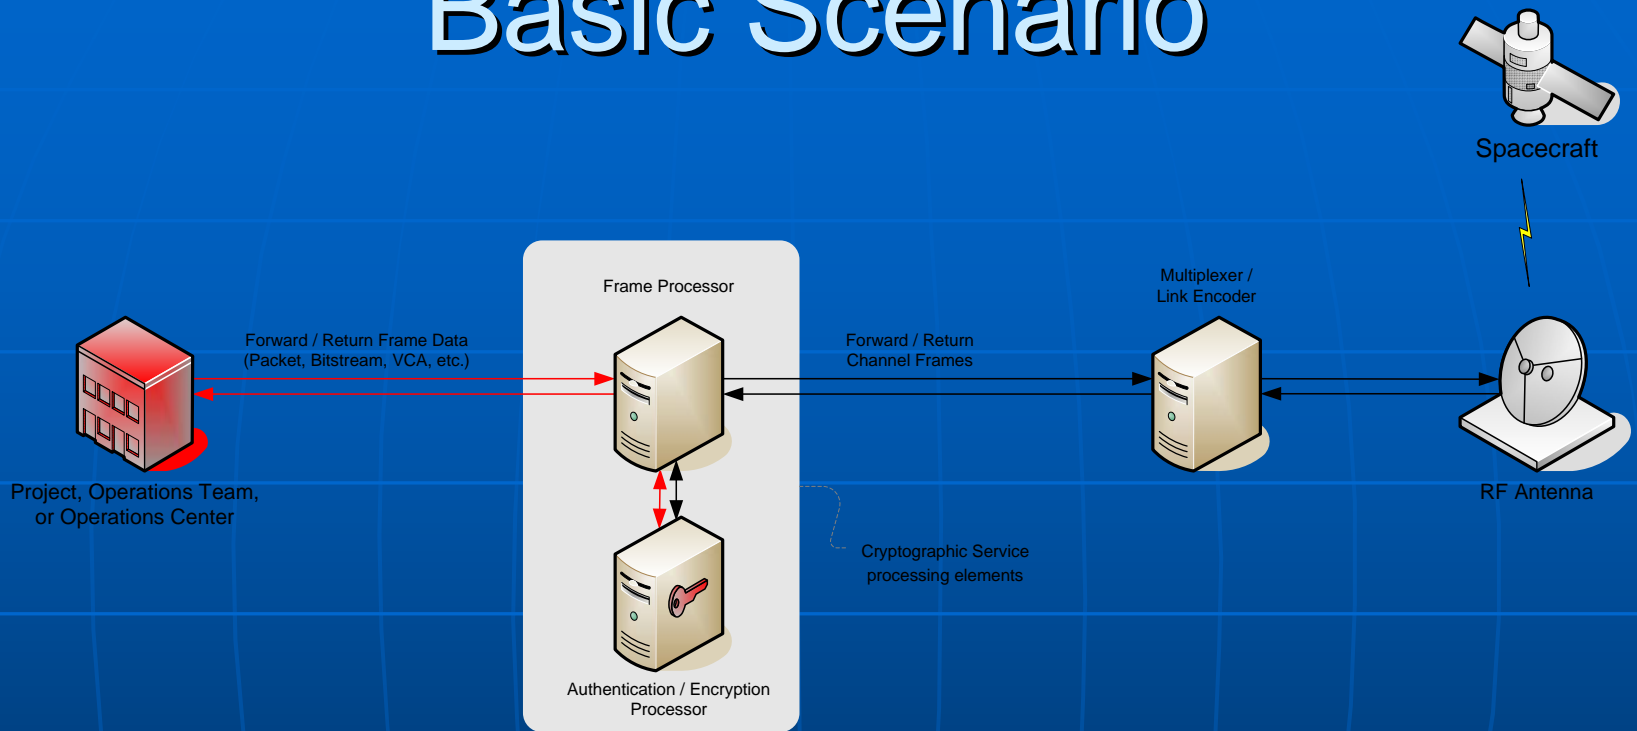 Basic Scenario
Spacecraft
Frame Processor
Multiplexer /
Link Encoder
Forward / Return Frame Data
(Packet, Bitstream, VCA, etc.)
Forward / Return
Channel Frames
Project, Operations Team,
or Operations Center
RF Antenna
Cryptographic Service
processing elements
Authentication / Encryption
Processor